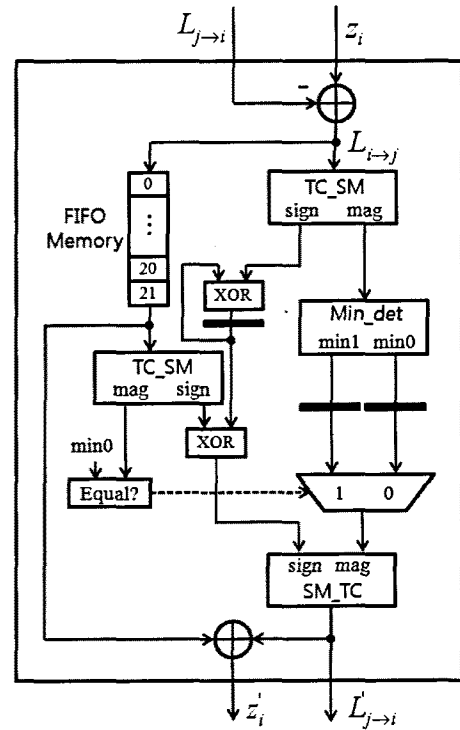 L_{j→i} z_i
-
L_{i→j}
TC_SM
sign mag
FIFO
Memory
0
⋮
20
21
XOR
Min_det
min1 min0
TC_SM
mag sign
XOR
min0
Equal?
1 0
sign mag
SM_TC
z'_i L'_{j→i}